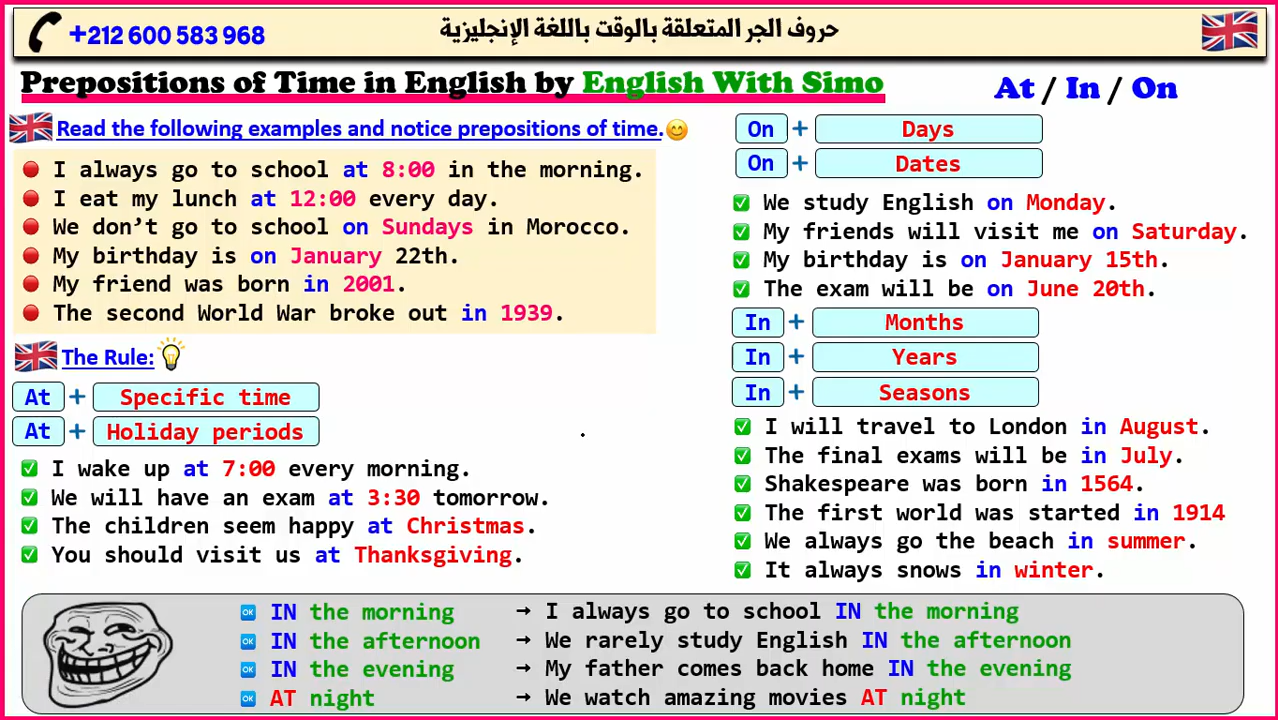 +212 600 583 968
حروف الجر المتعلقة بالوقت باللغة الإنجليزية
Prepositions of Time in English by English With Simo
At / In / On
Read the following examples and notice prepositions of time.
I always go to school at 8:00 in the morning.
I eat my lunch at 12:00 every day.
We don’t go to school on Sundays in Morocco.
My birthday is on January 22th.
My friend was born in 2001.
The second World War broke out in 1939.
The Rule:
At + Specific time
At + Holiday periods
I wake up at 7:00 every morning.
We will have an exam at 3:30 tomorrow.
The children seem happy at Christmas.
You should visit us at Thanksgiving.
On + Days
On + Dates
We study English on Monday.
My friends will visit me on Saturday.
My birthday is on January 15th.
The exam will be on June 20th.
In + Months
In + Years
In + Seasons
I will travel to London in August.
The final exams will be in July.
Shakespeare was born in 1564.
The first world was started in 1914
We always go the beach in summer.
It always snows in winter.
OK IN the morning → I always go to school IN the morning
OK IN the afternoon → We rarely study English IN the afternoon
OK IN the evening → My father comes back home IN the evening
OK AT night → We watch amazing movies AT night